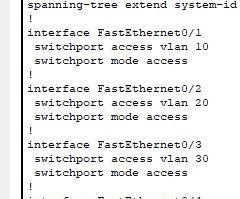 spanning-tree extend system-id
!
interface FastEthernet0/1
switchport access vlan 10
switchport mode access
!
interface FastEthernet0/2
switchport access vlan 20
switchport mode access
!
interface FastEthernet0/3
switchport access vlan 30
switchport mode access
!